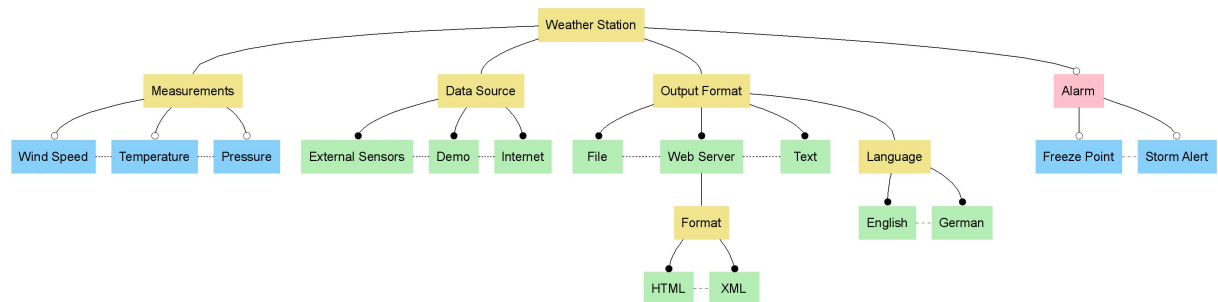 Weather Station
Measurements
Data Source
Output Format
Alarm
Wind Speed
Temperature
Pressure
External Sensors
Demo
Internet
File
Web Server
Text
Language
Freeze Point
Storm Alert
Format
English
German
HTML
XML